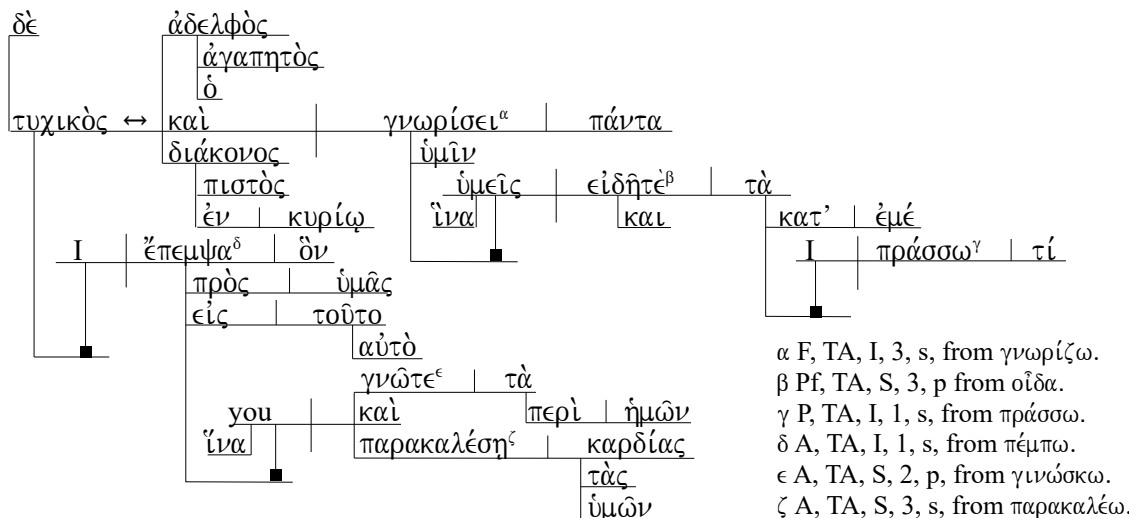 δὲ ἀδελφὸς
ἀγαπητὸς
ὁ
τυχικὸς ↔ καὶ γνωρίσει^α πάντα
διάκονος ὑμῖν
πιστὸς ὑμεῖς εἰδῆτὲ^β τὰ
ἐν κυρίῳ ἳνα και κατ’ ἐμέ
I ἔπεμψα^δ ὃν I πράσσω^γ τί
πρὸς ὑμᾶς
εἰς τοῦτο
αὐτὸ
γνῶτε^ε τὰ
you καὶ περὶ ἡμῶν
ἵνα παρακαλέσῃ^ζ καρδίας
τὰς
ὑμῶν
α F, TA, I, 3, s, from γνωρίζω.
β Pf, TA, S, 3, p from οἶδα.
γ P, TA, I, 1, s, from πράσσω.
δ A, TA, I, 1, s, from πέμπω.
ε A, TA, S, 2, p, from γινώσκω.
ζ A, TA, S, 3, s, from παρακαλέω.